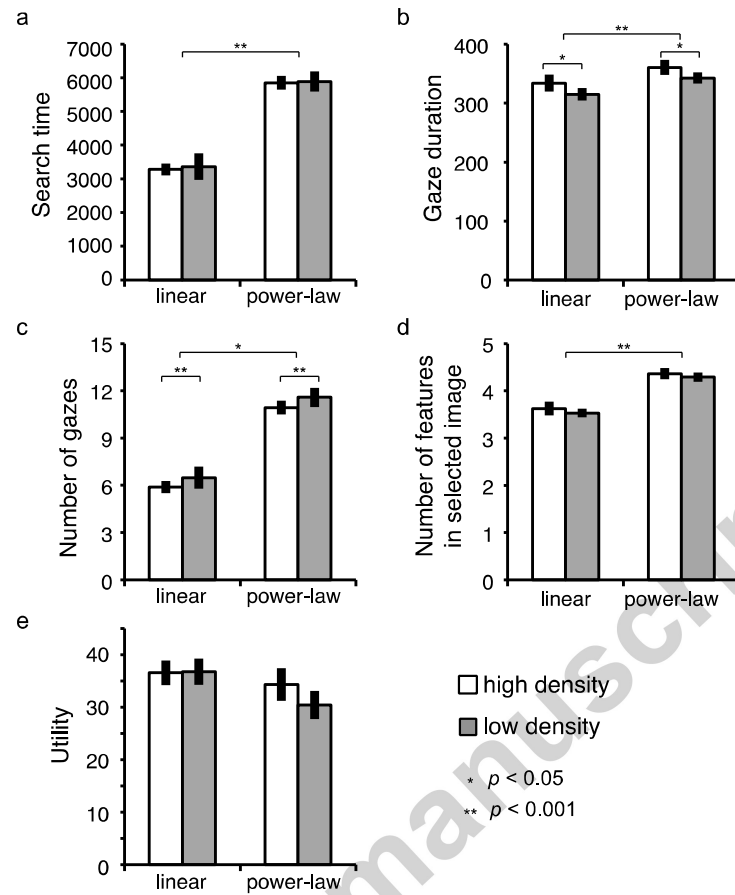 a
7000
6000
5000
4000
3000
2000
1000
0
Search time
**
linear power-law
b
400
300
200
100
0
Gaze duration
**
* *
linear power-law
c
15
12
9
6
3
0
Number of gazes
*
** **
linear power-law
d
5
4
3
2
1
0
Number of features
in selected image
**
linear power-law
e
40
30
20
10
0
Utility
linear power-law
high density
low density
* p < 0.05
** p < 0.001
manuscrip